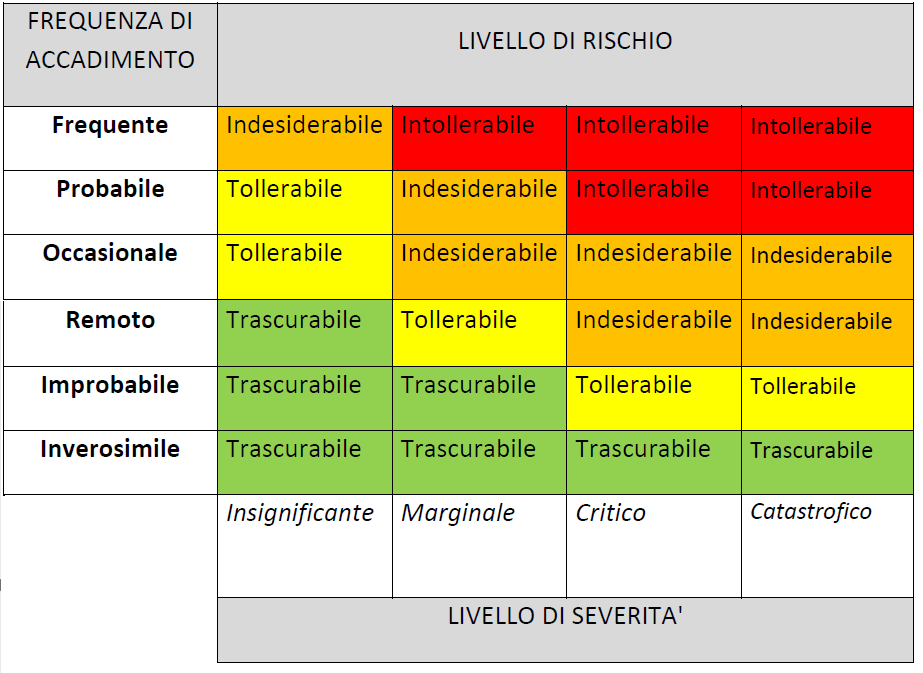 FREQUENZA DI
ACCADIMENTO
LIVELLO DI RISCHIO
Frequente Indesiderabile Intollerabile Intollerabile Intollerabile
Probabile Tollerabile Indesiderabile Intollerabile Intollerabile
Occasionale Tollerabile Indesiderabile Indesiderabile Indesiderabile
Remoto Trascurabile Tollerabile Indesiderabile Indesiderabile
Improbabile Trascurabile Trascurabile Tollerabile Tollerabile
Inverosimile Trascurabile Trascurabile Trascurabile Trascurabile
Insignificante Marginale Critico Catastrofico
LIVELLO DI SEVERITA'